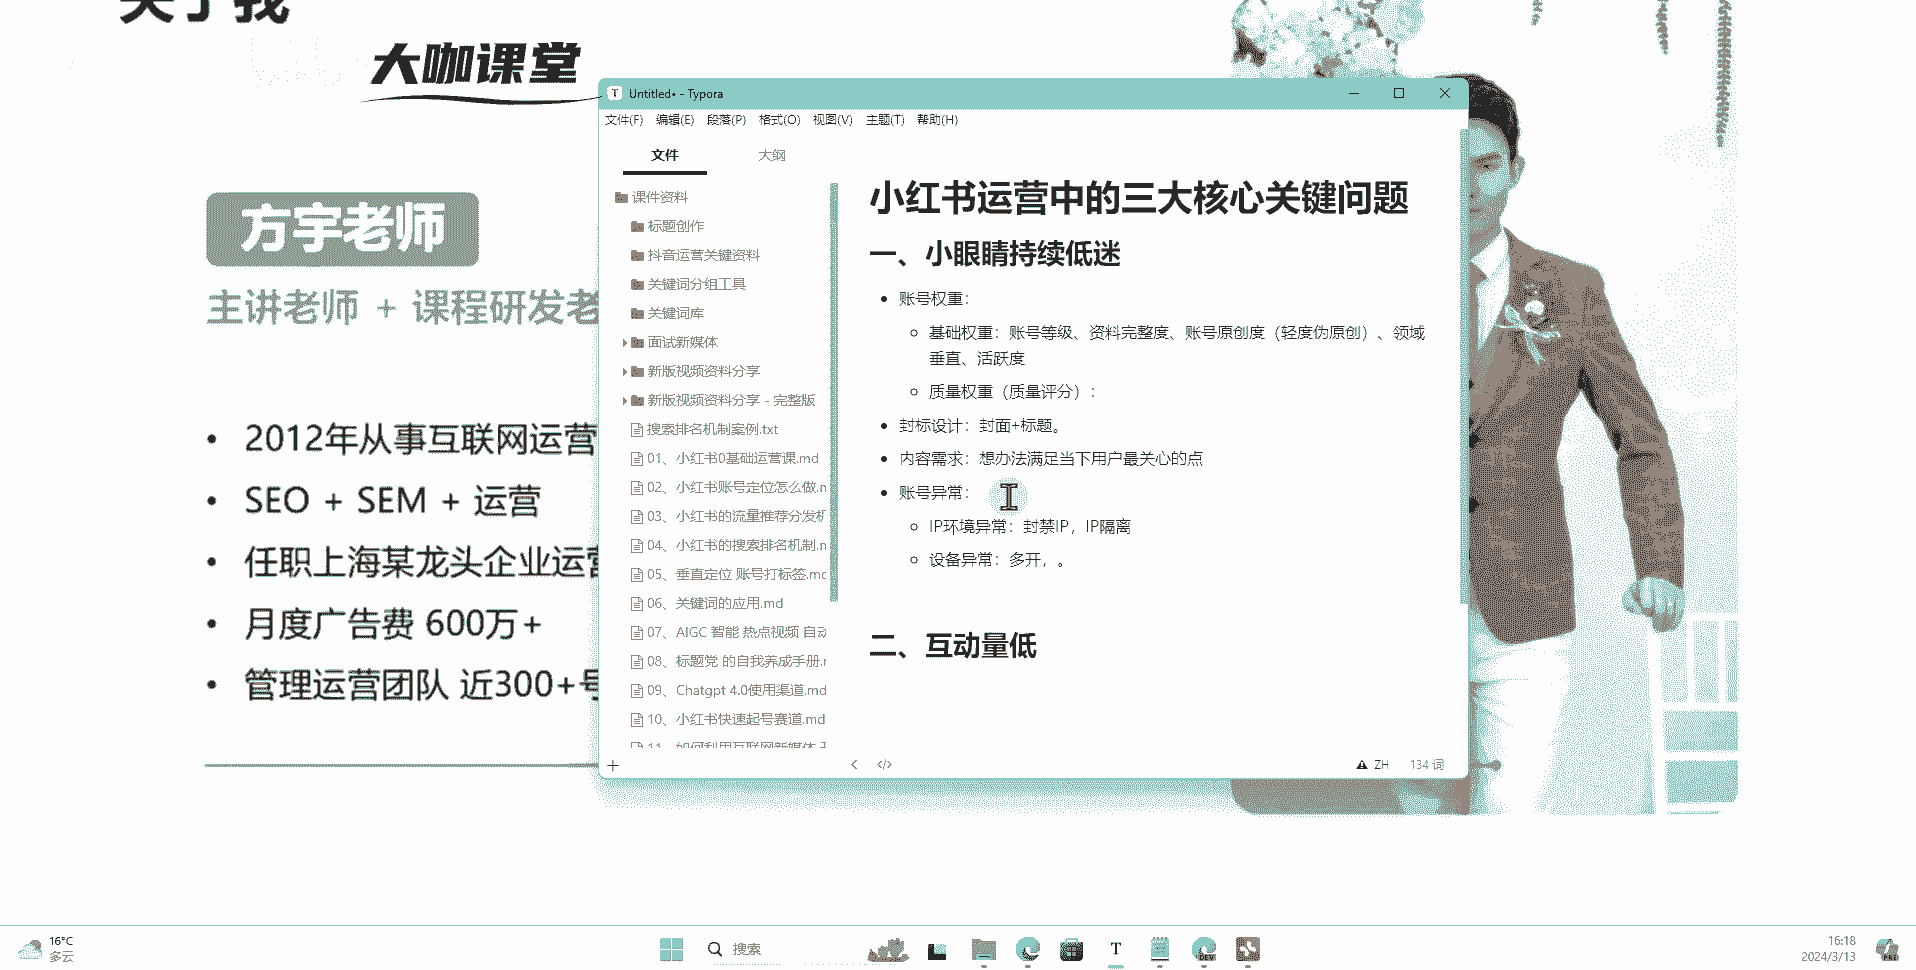 关于我
大咖课堂
方宇老师
主讲老师 + 课程研发老
2012年从事互联网运营
SEO + SEM + 运营
任职上海某龙头企业运营
月度广告费 600万+
管理运营团队 近300+号
Untitled• - Typora
文件(F) 编辑(E) 段落(P) 格式(O) 视图(V) 主题(T) 帮助(H)
文件 大纲
课件资料
标题创作
抖音运营关键资料
关键词分组工具
关键词库
面试新媒体
新版视频资料分享
新版视频资料分享 - 完整版
搜索排名机制案例.txt
01、小红书0基础运营课.md
02、小红书账号定位怎么做.n
03、小红书的流量推荐分发机
04、小红书的搜索排名机制.n
05、垂直定位 账号打标签.mc
06、关键词的应用.md
07、AIGC 智能 热点视频 自动
08、标题党 的自我养成手册.r
09、Chatgpt 4.0使用渠道.md
10、小红书快速起号赛道.md
11、如何利用互联网新媒体
小红书运营中的三大核心关键问题
一、小眼睛持续低迷
账号权重：
基础权重：账号等级、资料完整度、账号原创度（轻度伪原创）、领域
垂直、活跃度
质量权重（质量评分）：
封标设计：封面+标题。
内容需求：想办法满足当下用户最关心的点
账号异常：
IP环境异常：封禁IP，IP隔离
设备异常：多开，。
二、互动量低
ZH 134 词
16°C
多云
搜索
DEV
16:18
2024/3/13
PRE